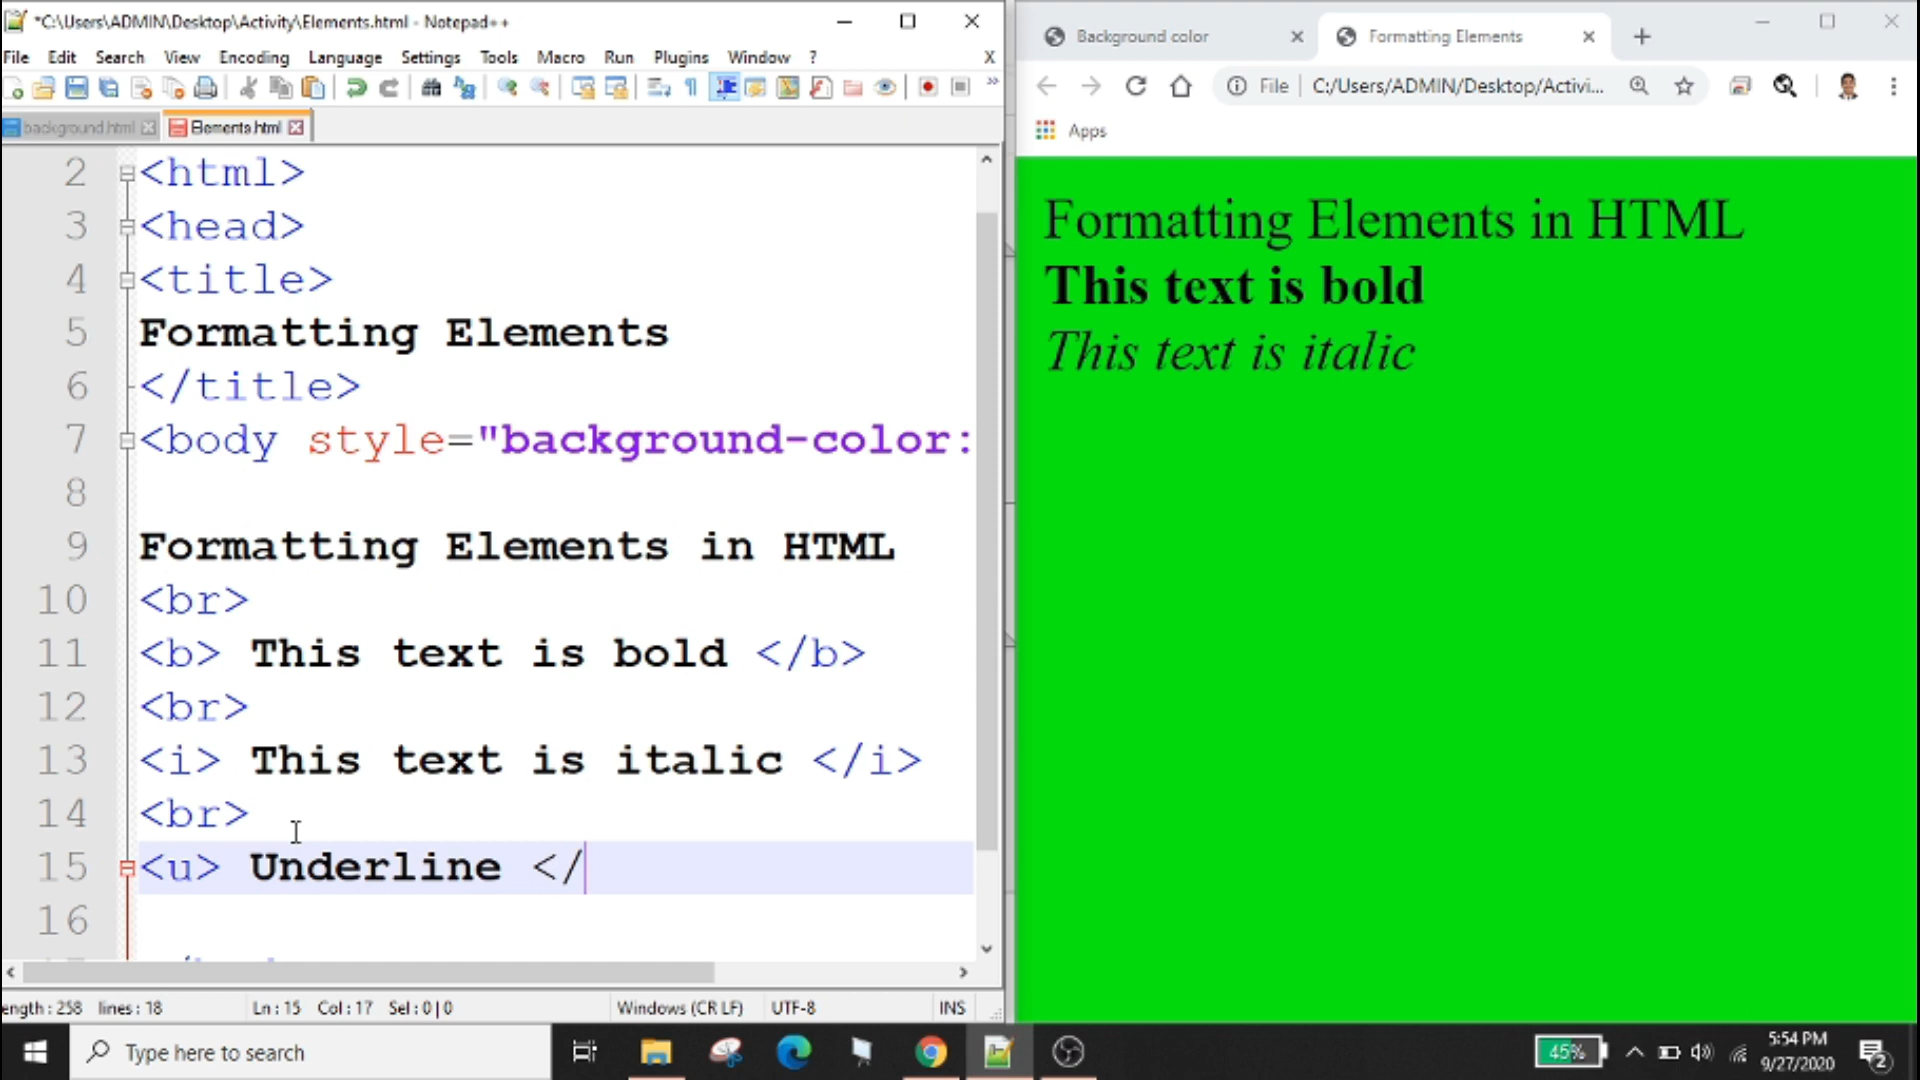 *C:\Users\ADMIN\Desktop\Activity\Elements.html - Notepad++
File Edit Search View Encoding Language Settings Tools Macro Run Plugins Window ? X
background.html Elements.html
2 <html>
3 <head>
4 <title>
5 Formatting Elements
6 </title>
7 <body style="background-color:
8
9 Formatting Elements in HTML
10 <br>
11 <b> This text is bold </b>
12 <br>
13 <i> This text is italic </i>
14 <br>
15 <u> Underline </
16
ength : 258 lines : 18 Ln : 15 Col : 17 Sel : 0 | 0 Windows (CR LF) UTF-8 INS
Background color Formatting Elements
File C:/Users/ADMIN/Desktop/Activi...
Apps
Formatting Elements in HTML
This text is bold
This text is italic
Type here to search
45%
5:54 PM
9/27/2020
2